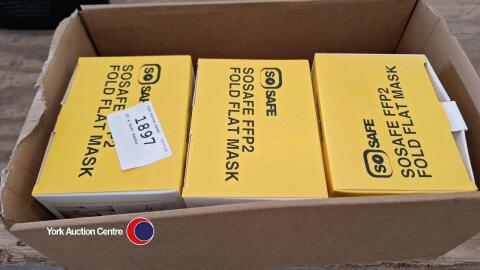 SO SAFE
SOSAFE FFP2
FOLD FLAT MASK
1897
SO SAFE
SOSAFE FFP2
FOLD FLAT MASK
SO SAFE
SOSAFE FFP2
FOLD FLAT MASK
York Auction Centre